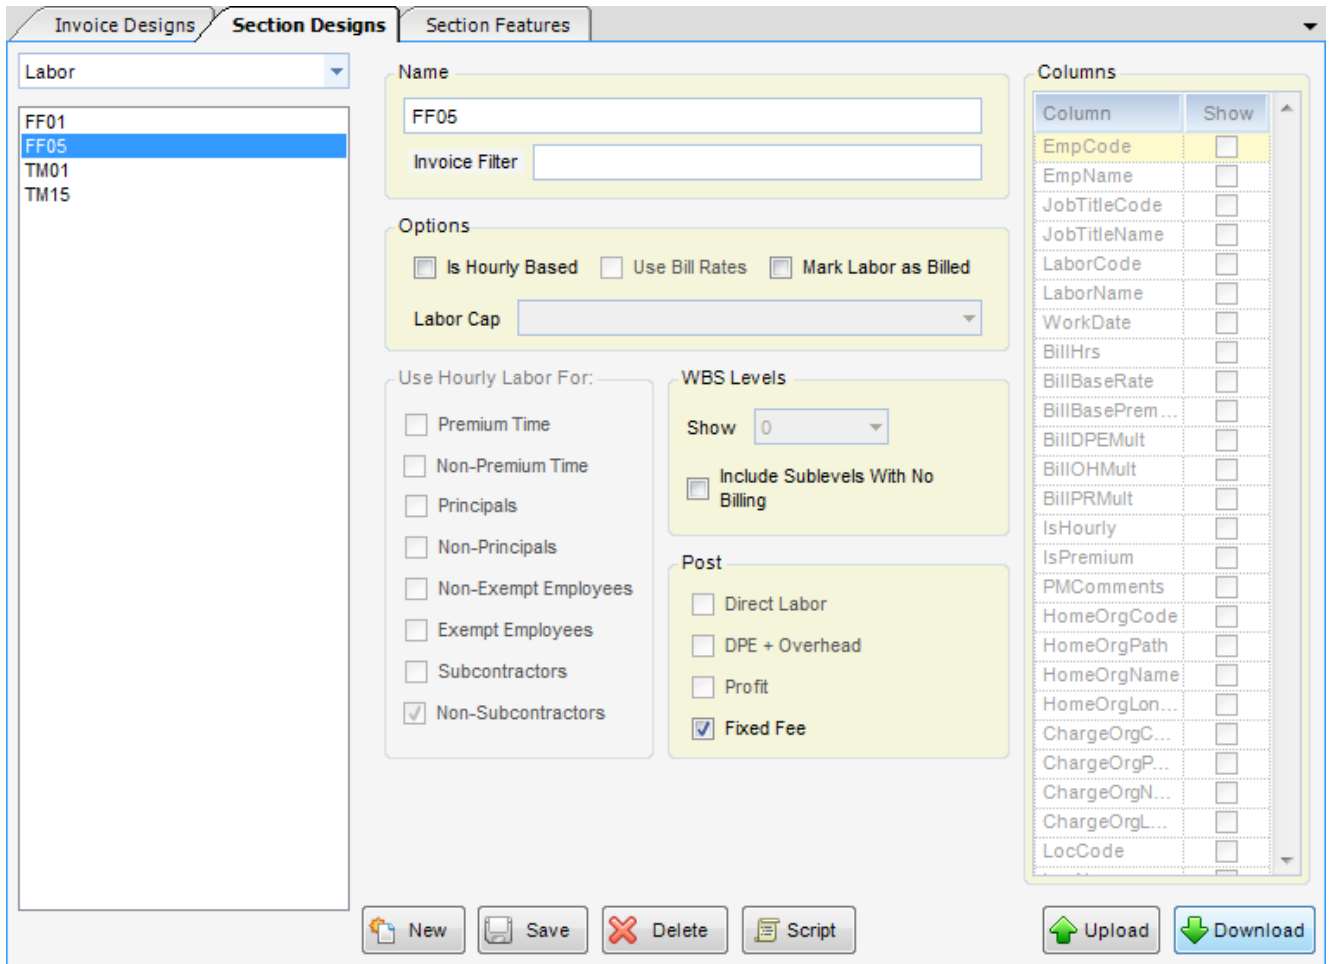 Invoice Designs
Section Designs
Section Features
Labor
FF01
FF05
TM01
TM15
Name
FF05
Invoice Filter
Options
Is Hourly Based
Use Bill Rates
Mark Labor as Billed
Labor Cap
Use Hourly Labor For:
Premium Time
Non-Premium Time
Principals
Non-Principals
Non-Exempt Employees
Exempt Employees
Subcontractors
Non-Subcontractors
WBS Levels
Show 0
Include Sublevels With No
Billing
Post
Direct Labor
DPE + Overhead
Profit
Fixed Fee
Columns
Column Show
EmpCode
EmpName
JobTitleCode
JobTitleName
LaborCode
LaborName
WorkDate
BillHrs
BillBaseRate
BillBasePrem...
BillDPEMult
BillOHMult
BillPRMult
IsHourly
IsPremium
PMComments
HomeOrgCode
HomeOrgPath
HomeOrgName
HomeOrgLon...
ChargeOrgC...
ChargeOrgP...
ChargeOrgN...
ChargeOrgL...
LocCode
New
Save
Delete
Script
Upload
Download